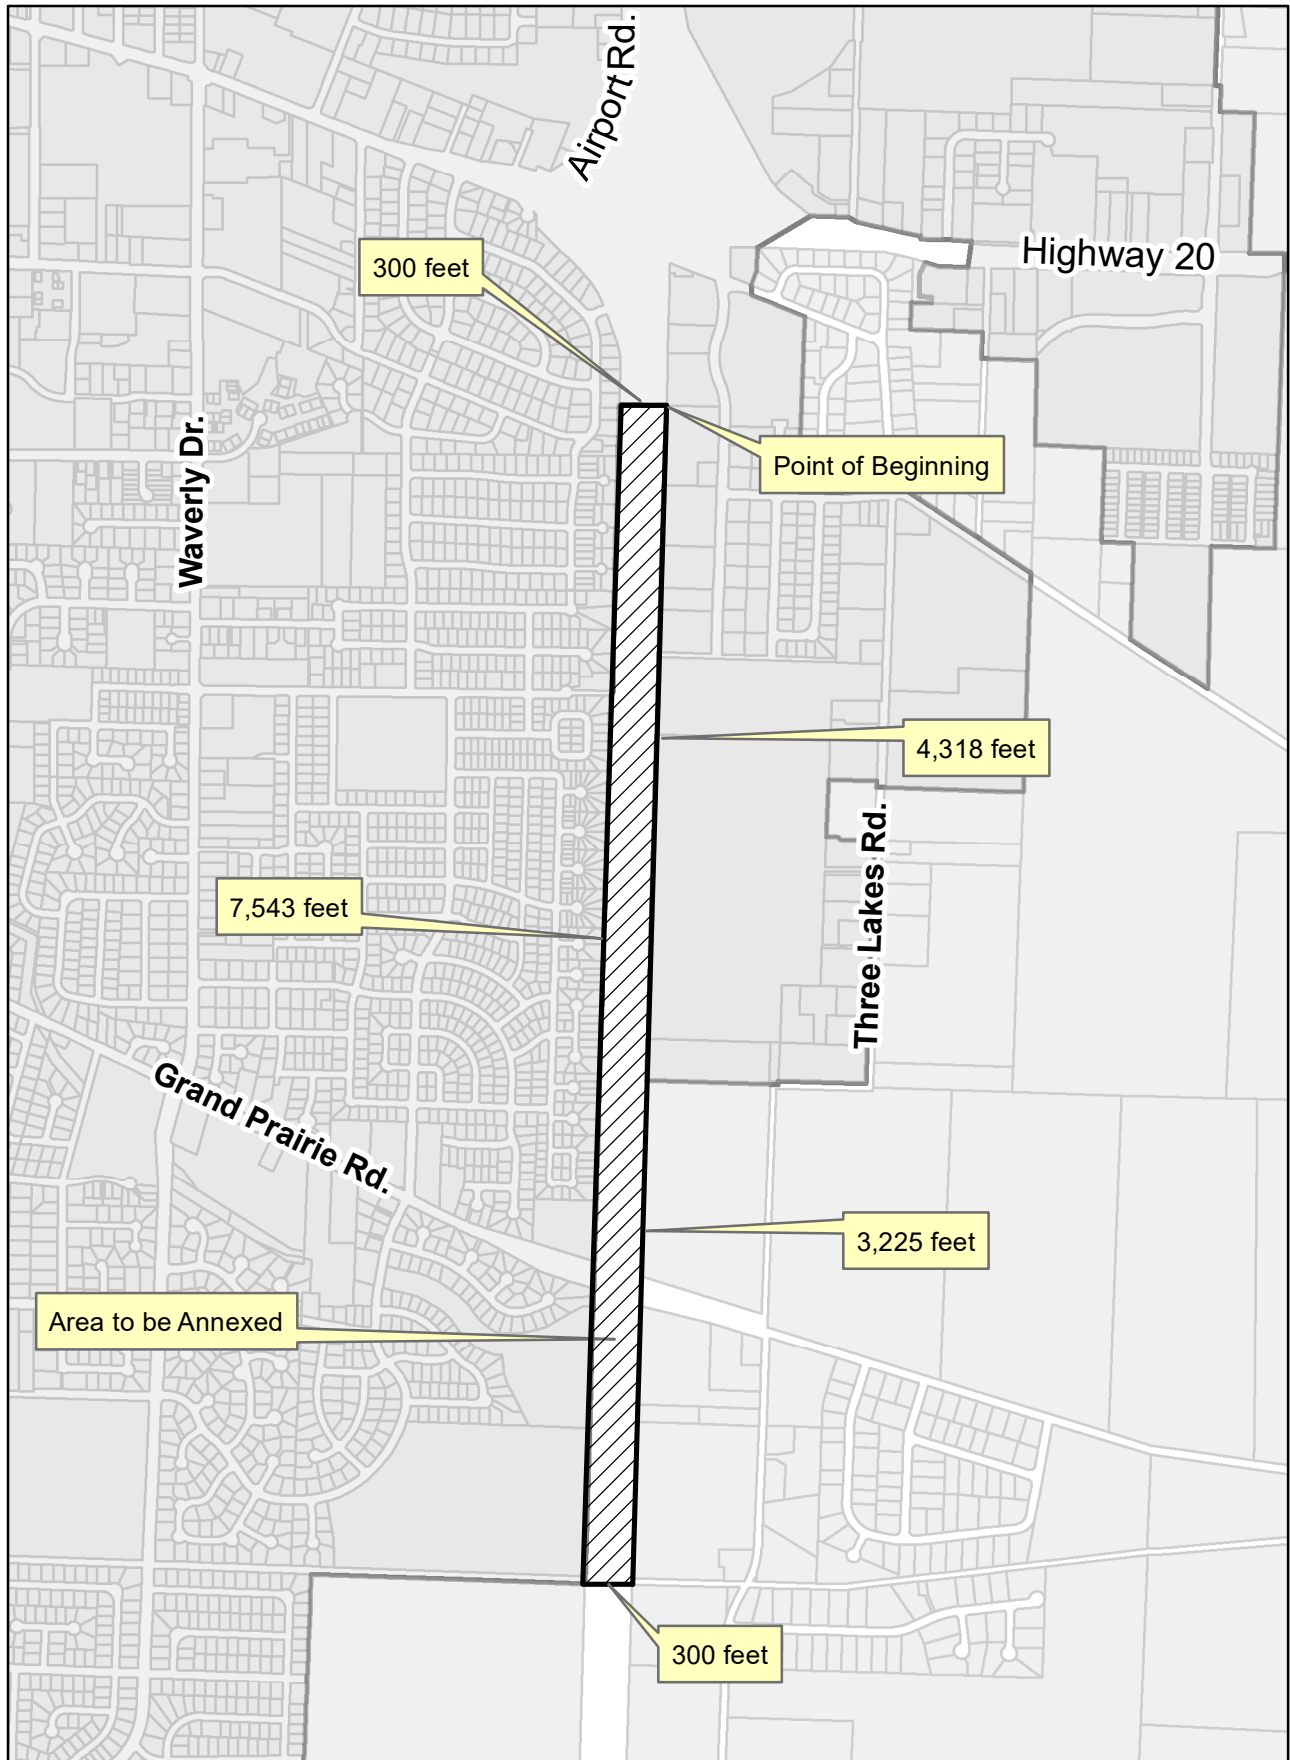 Airport Rd.
Highway 20
300 feet
Point of Beginning
Waverly Dr.
4,318 feet
7,543 feet
Three Lakes Rd.
Grand Prairie Rd.
3,225 feet
Area to be Annexed
300 feet